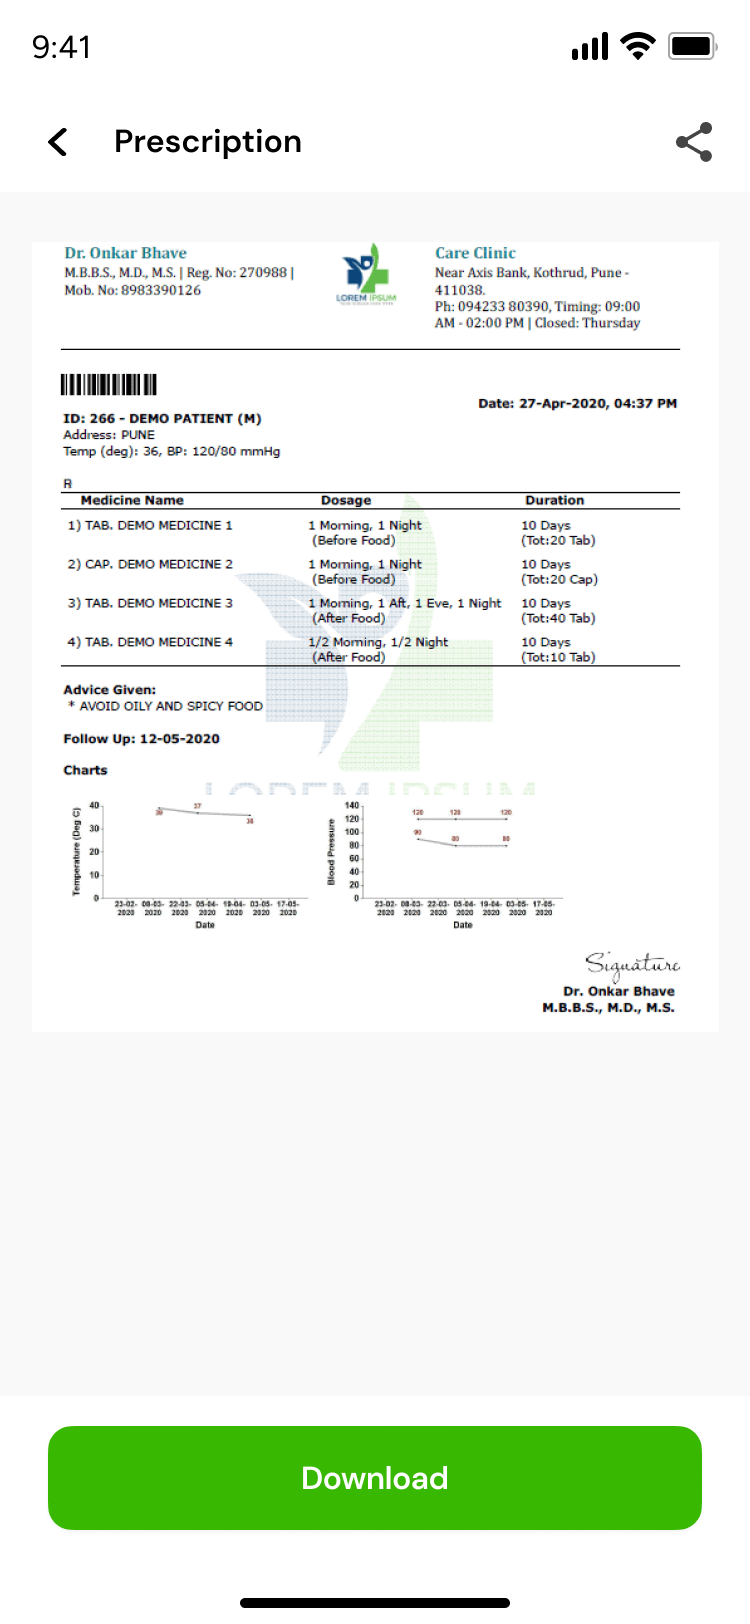 9:41
Prescription
Dr. Onkar Bhave
M.B.B.S., M.D., M.S. | Reg. No: 270988 |
Mob. No: 8983390126
LOREM IPSUM
Care Clinic
Near Axis Bank, Kothrud, Pune -
411038.
Ph: 094233 80390, Timing: 09:00
AM - 02:00 PM | Closed: Thursday
Date: 27-Apr-2020, 04:37 PM
ID: 266 - DEMO PATIENT (M)
Address: PUNE
Temp (deg): 36, BP: 120/80 mmHg
R
Medicine Name Dosage Duration
1) TAB. DEMO MEDICINE 1 1 Morning, 1 Night 10 Days
(Before Food) (Tot:20 Tab)
2) CAP. DEMO MEDICINE 2 1 Morning, 1 Night 10 Days
(Before Food) (Tot:20 Cap)
3) TAB. DEMO MEDICINE 3 1 Morning, 1 Aft, 1 Eve, 1 Night 10 Days
(After Food) (Tot:40 Tab)
4) TAB. DEMO MEDICINE 4 1/2 Morning, 1/2 Night 10 Days
(After Food) (Tot:10 Tab)
Advice Given:
* AVOID OILY AND SPICY FOOD
Follow Up: 12-05-2020
Charts
LOREM IPSUM
Temperature (Deg C)
40
30
20
10
0
37
36
23-02- 08-03- 22-03- 05-04- 19-04- 03-05- 17-05-
2020 2020 2020 2020 2020 2020 2020
Date
Blood Pressure
140
120
100
80
60
40
20
0
120 120 120
90 80 80
23-02- 08-03- 22-03- 05-04- 19-04- 03-05- 17-05-
2020 2020 2020 2020 2020 2020 2020
Date
Signature
Dr. Onkar Bhave
M.B.B.S., M.D., M.S.
Download